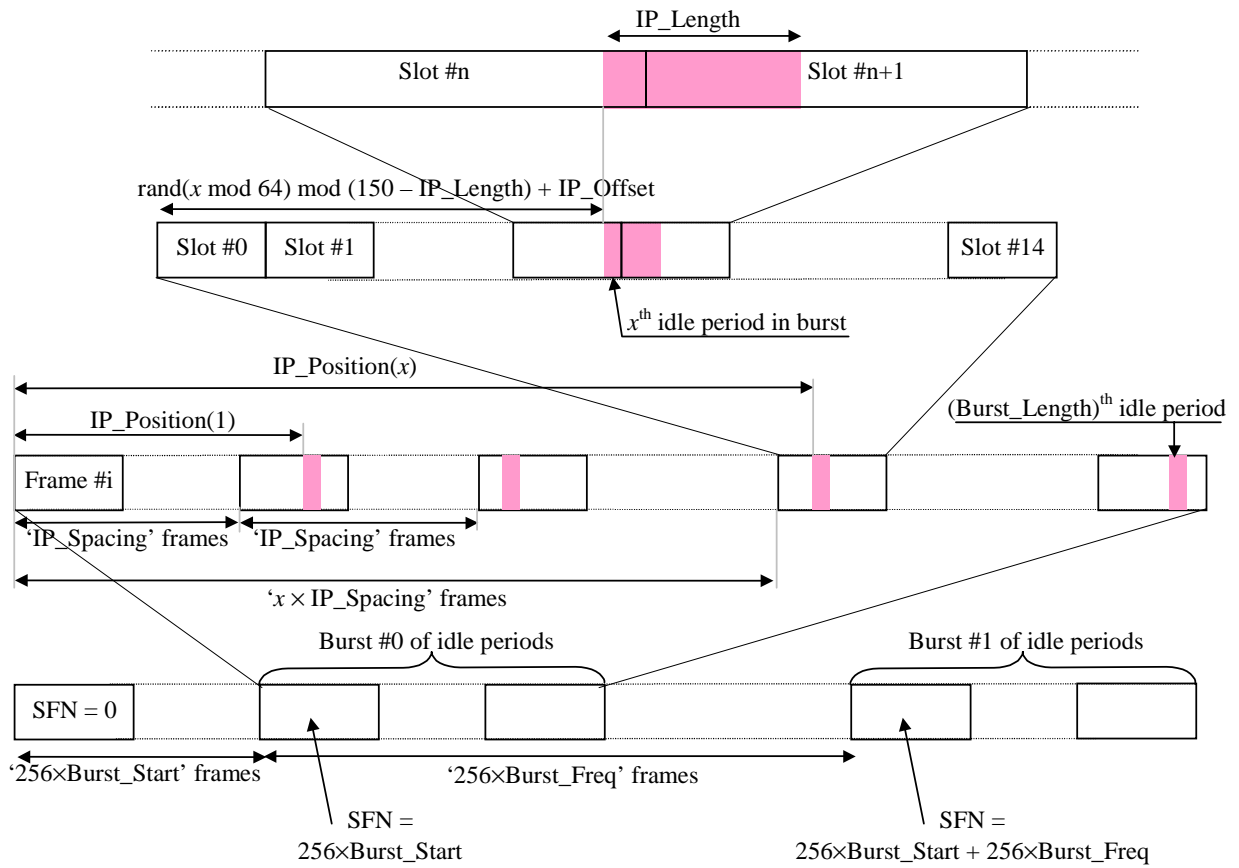 IP_Length
Slot #n
Slot #n+1
rand(x mod 64) mod (150 – IP_Length) + IP_Offset
Slot #0
Slot #1
Slot #14
xth idle period in burst
IP_Position(x)
IP_Position(1)
(Burst_Length)th idle period
Frame #i
‘IP_Spacing’ frames
‘IP_Spacing’ frames
‘x × IP_Spacing’ frames
Burst #0 of idle periods
Burst #1 of idle periods
SFN = 0
‘256×Burst_Start’ frames
‘256×Burst_Freq’ frames
SFN =
256×Burst_Start
SFN =
256×Burst_Start + 256×Burst_Freq